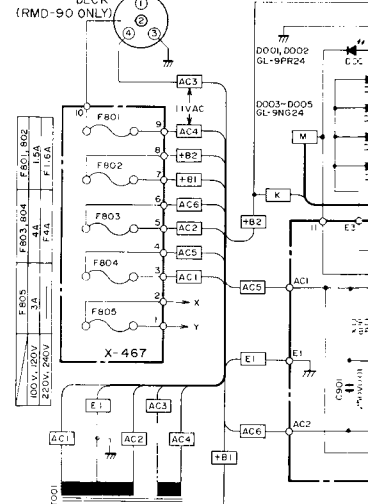 DECK
(RMD-90 ONLY)
1
2
3
4
AC3
11VAC
D001, D002
GL-9PR24
D003~D005
GL-9NG24
M
K
10
F801
9
AC4
8
+B2
F802
7
+B1
6
AC6
F803
5
AC2
+B2
4
AC5
F804
3
AC1
AC5
AC1
2
X
F805
1
Y
X-467
11
E3
F801, 802
1.5A
F1.6A
F803, 804
4A
F4A
F805
3A
100V, 120V
220V, 240V
E1
E1
C901
E1
AC3
AC6
AC2
AC1
AC2
AC4
+B1